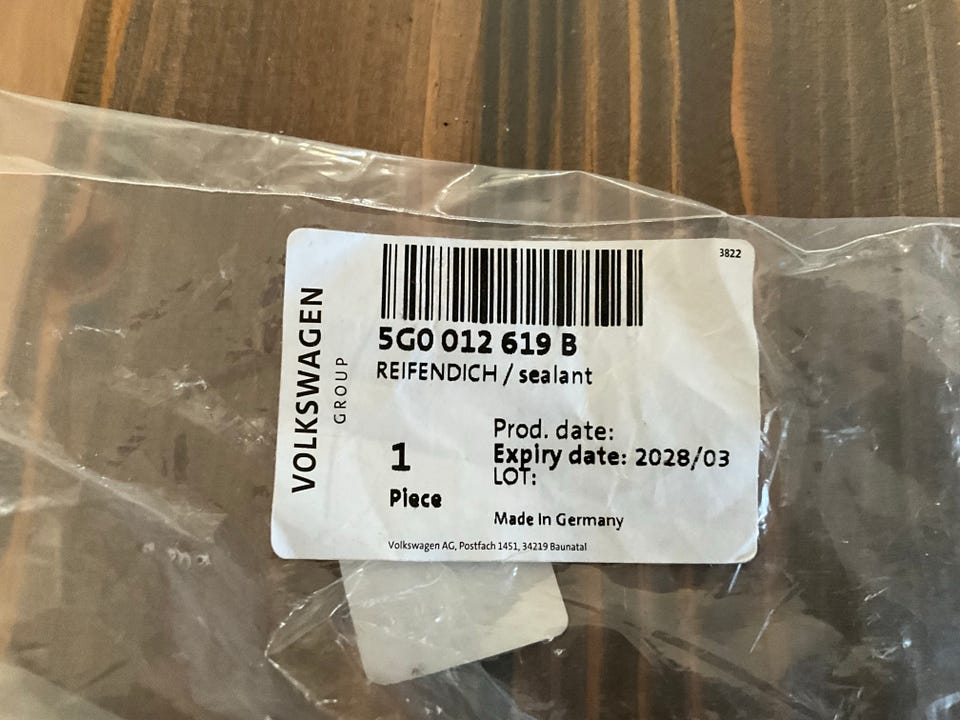 3822
5G0 012 619 B
REIFENDICH / sealant
VOLKSWAGEN
GROUP
1
Piece
Prod. date:
Expiry date: 2028/03
LOT:
Made In Germany
Volkswagen AG, Postfach 1451, 34219 Baunatal